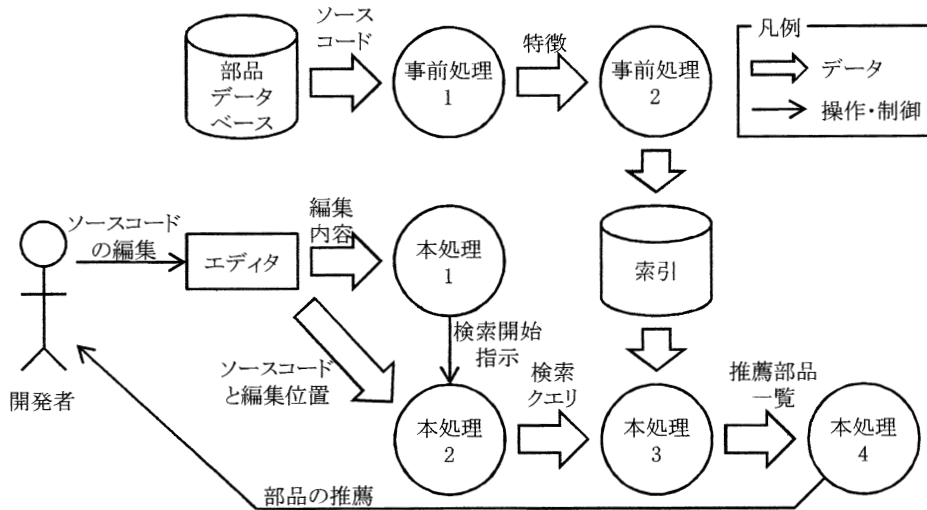 部品
データ
ベース
ソース
コード
事前処理
1
特徴
事前処理
2
凡例
データ
操作・制御
ソースコード
の編集
エディタ
編集
内容
本処理
1
索引
開発者
ソースコード
と編集位置
検索開始
指示
本処理
2
検索
クエリ
本処理
3
推薦部品
一覧
本処理
4
部品の推薦